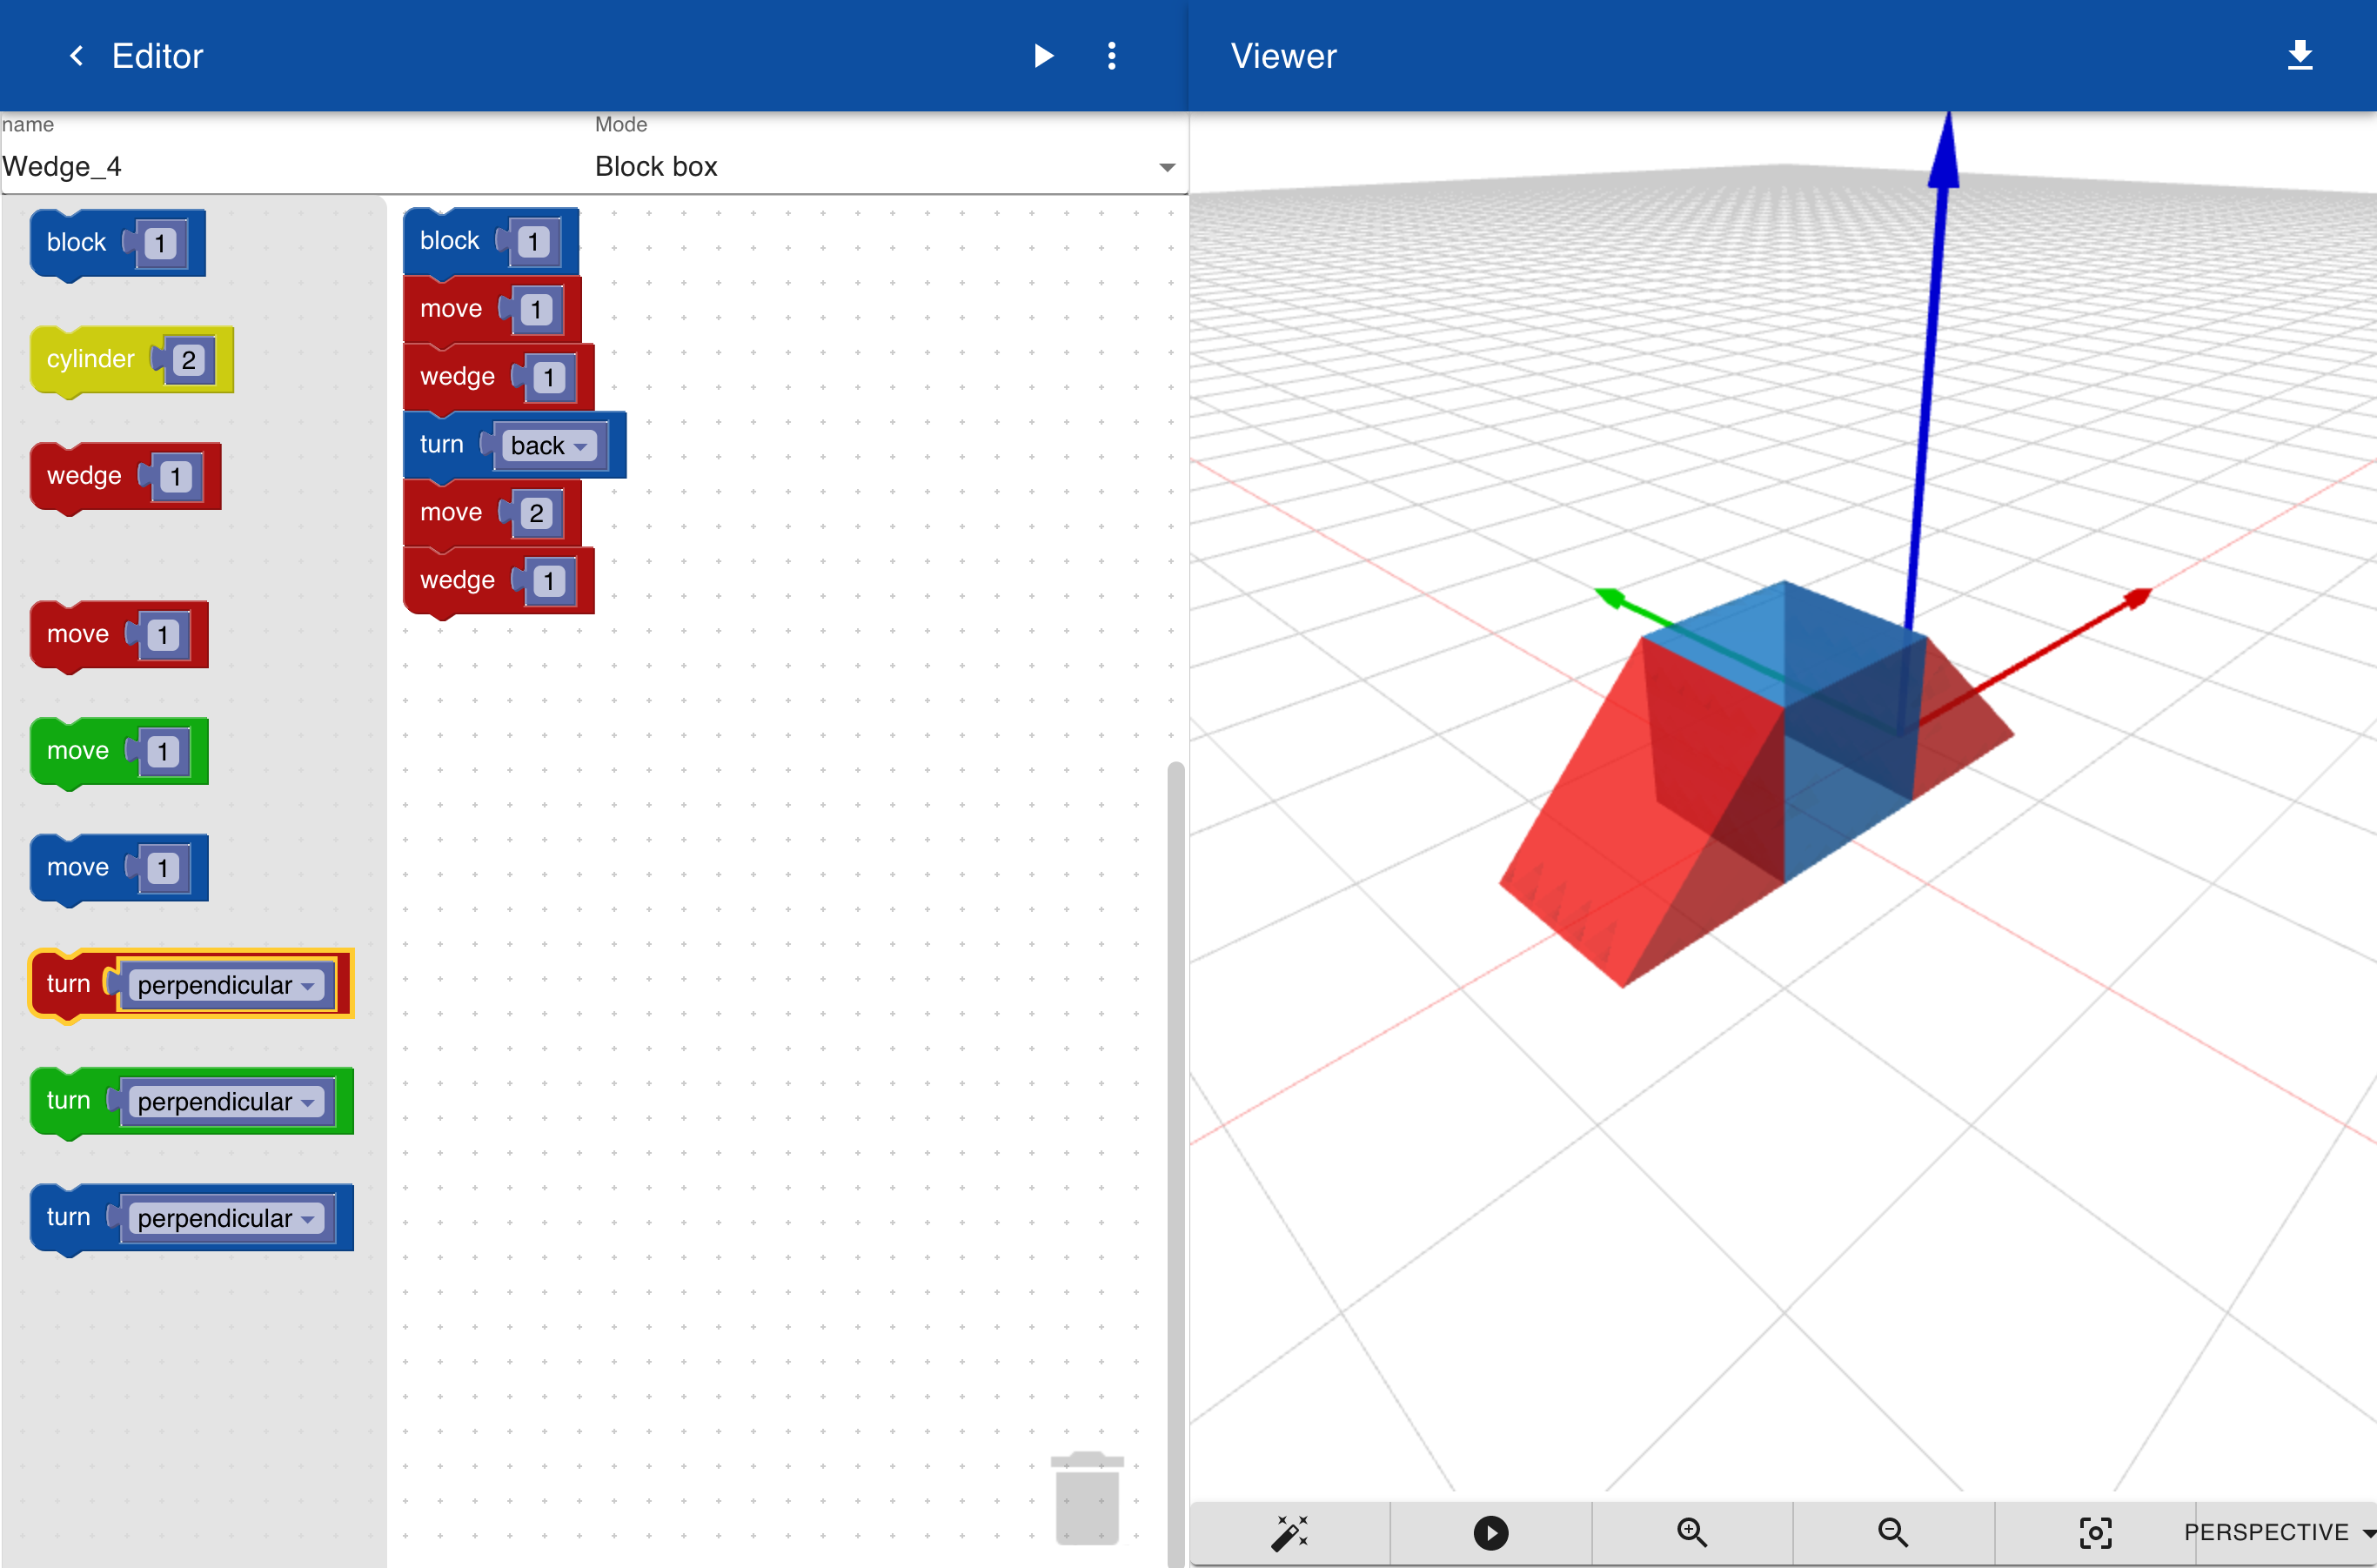 Editor
Viewer
name
Mode
Wedge_4
Block box
block 1
cylinder 2
wedge 1
move 1
move 1
move 1
turn perpendicular
turn perpendicular
turn perpendicular
block 1
move 1
wedge 1
turn back
move 2
wedge 1
PERSPECTIVE